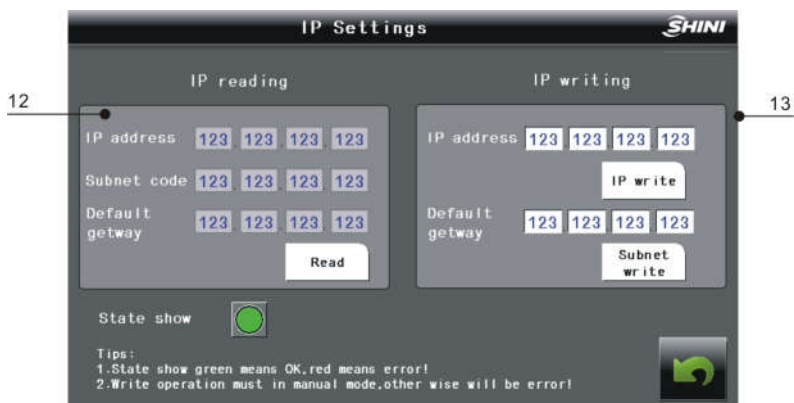 IP Settings
SHINI
IP reading
IP writing
12
13
IP address 123 . 123 . 123 . 123
Subnet code 123 . 123 . 123 . 123
Default
getway 123 . 123 . 123 . 123
Read
IP address 123 123 123 123
IP write
Default
getway 123 123 123 123
Subnet
write
State show
Tips:
1.State show green means OK,red means error!
2.Write operation must in manual mode,other wise will be error!